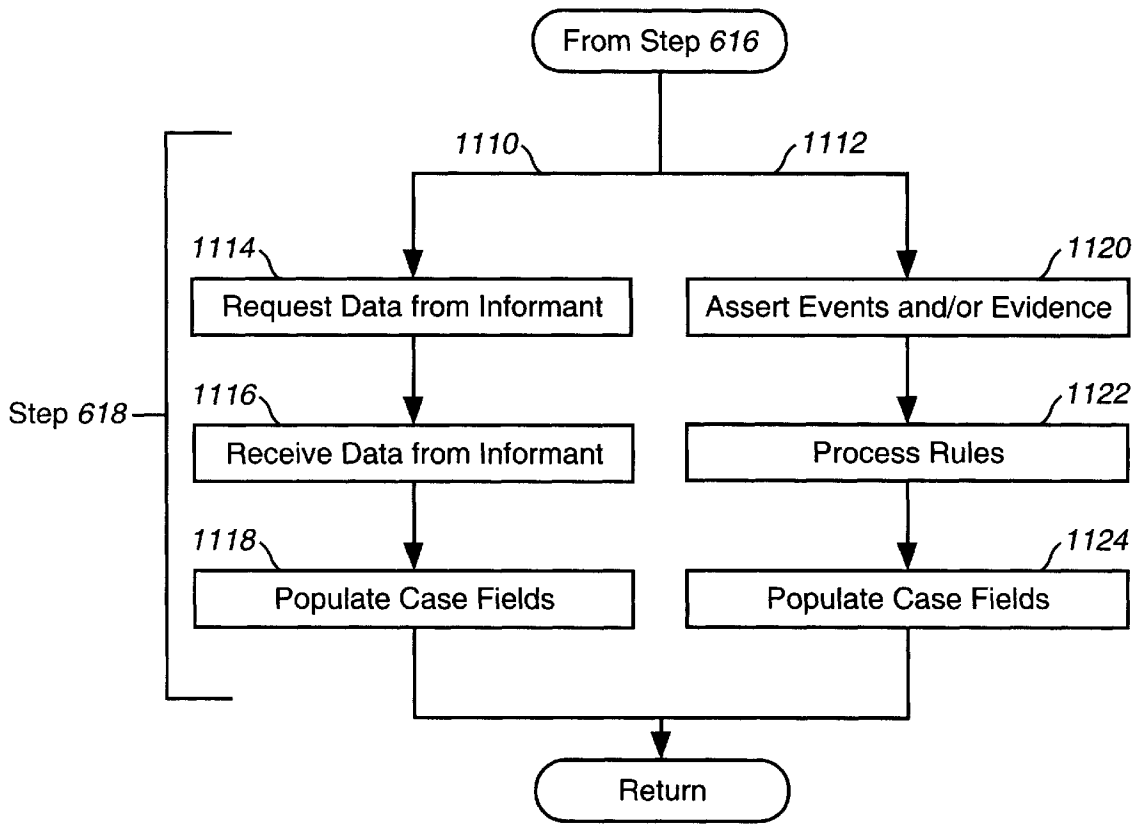 From Step 616
1110
1112
1114
1120
Request Data from Informant
Assert Events and/or Evidence
Step 618
1116
1122
Receive Data from Informant
Process Rules
1118
1124
Populate Case Fields
Populate Case Fields
Return